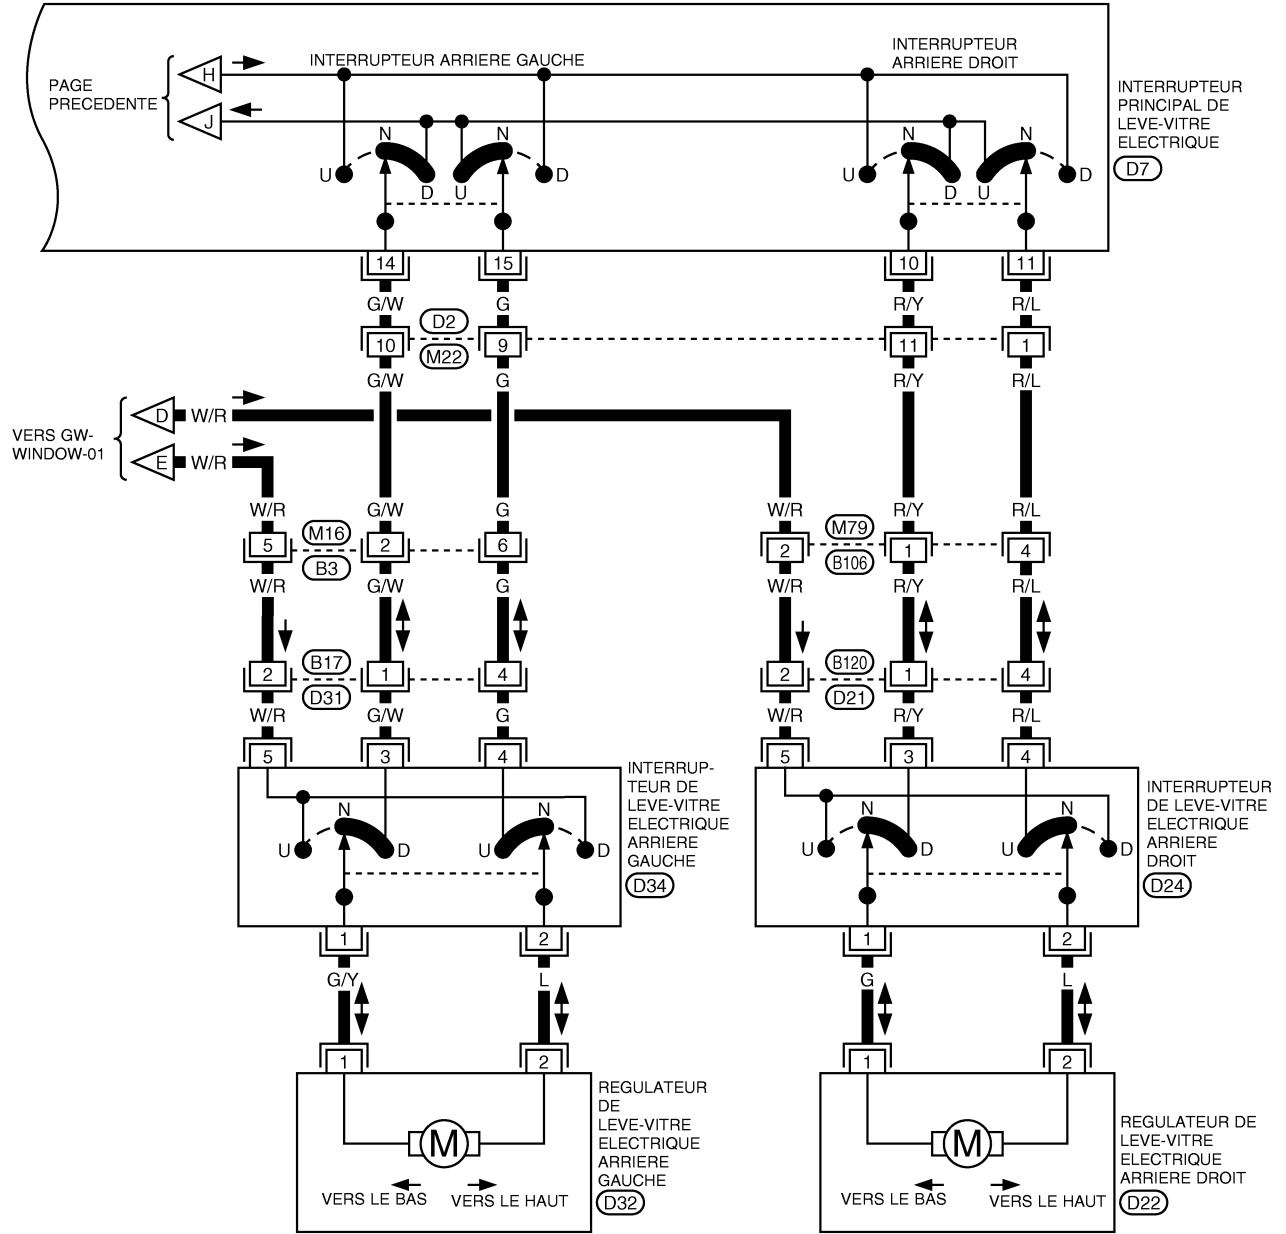 INTERRUPTEUR ARRIERE GAUCHE
INTERRUPTEUR
ARRIERE DROIT
PAGE
PRECEDENTE
H
J
INTERRUPTEUR
PRINCIPAL DE
LEVE-VITRE
ELECTRIQUE
D7
N N N N
U D U D U D U D
14 15 10 11
G/W G R/Y R/L
D2
10 9 11 1
M22
G/W G R/Y R/L
VERS GW-
WINDOW-01
D W/R
E W/R
W/R G/W G W/R R/Y R/L
M16 M79
5 2 6 2 1 4
B3 B106
W/R G/W G W/R R/Y R/L
B17 B120
2 1 4 2 1 4
D31 D21
W/R G/W G W/R R/Y R/L
5 3 4 5 3 4
INTERRUP-
TEUR DE
LEVE-VITRE
ELECTRIQUE
ARRIERE
GAUCHE
D34
INTERRUPTEUR
DE LEVE-VITRE
ELECTRIQUE
ARRIERE
DROIT
D24
N N N N
U D U D U D U D
1 2 1 2
G/Y L G L
1 2 1 2
REGULATEUR
DE
LEVE-VITRE
ELECTRIQUE
ARRIERE
GAUCHE
D32
REGULATEUR DE
LEVE-VITRE
ELECTRIQUE
ARRIERE DROIT
D22
M M
VERS LE BAS VERS LE HAUT VERS LE BAS VERS LE HAUT